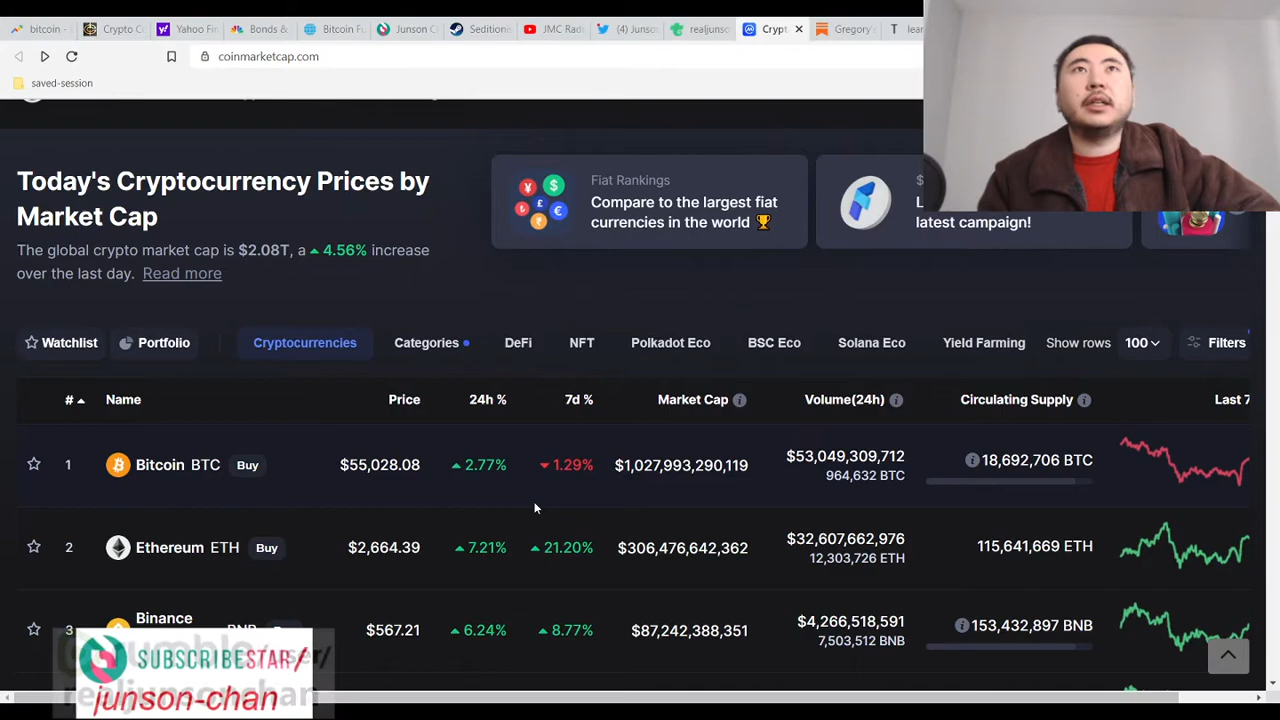 bitcoin -
Crypto Co
Yahoo Fin
Bonds &
Bitcoin Fu
Junson C
Sedition
JMC Rad
(4) Junso
realjunso
Crypt
Gregory's
lear
coinmarketcap.com
saved-session
Today's Cryptocurrency Prices by
Market Cap
The global crypto market cap is $2.08T, a 4.56% increase
over the last day. Read more
Fiat Rankings
Compare to the largest fiat
currencies in the world
latest campaign!
Watchlist
Portfolio
Cryptocurrencies
Categories
DeFi
NFT
Polkadot Eco
BSC Eco
Solana Eco
Yield Farming
Show rows
100
Filters
# Name Price 24h % 7d % Market Cap Volume(24h) Circulating Supply Last 7
1 Bitcoin BTC Buy $55,028.08 2.77% 1.29% $1,027,993,290,119 $53,049,309,712 18,692,706 BTC
964,632 BTC
2 Ethereum ETH Buy $2,664.39 7.21% 21.20% $306,476,642,362 $32,607,662,976 115,641,669 ETH
12,303,726 ETH
3 Binance $567.21 6.24% 8.77% $87,242,388,351 $4,266,518,591 153,432,897 BNB
7,503,512 BNB
SUBSCRIBESTAR/
junson-chan
realjunsonchan